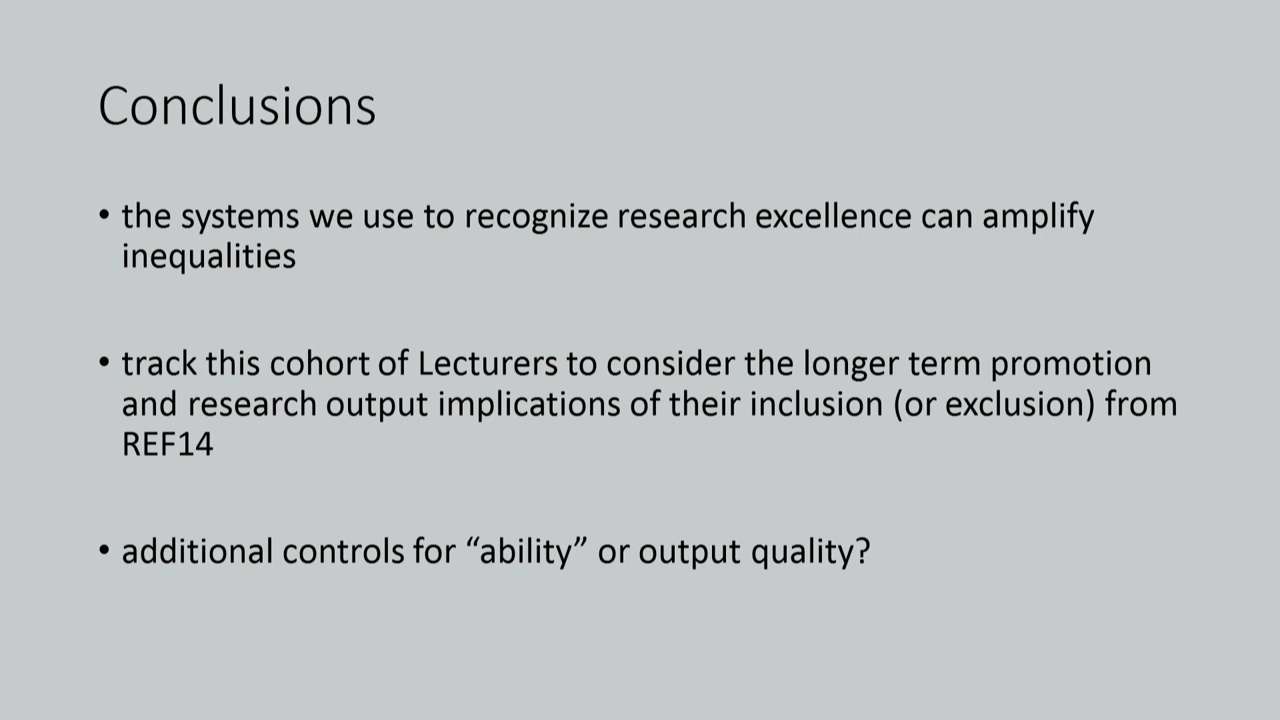 Conclusions
• the systems we use to recognize research excellence can amplify
inequalities
• track this cohort of Lecturers to consider the longer term promotion
and research output implications of their inclusion (or exclusion) from
REF14
• additional controls for “ability” or output quality?